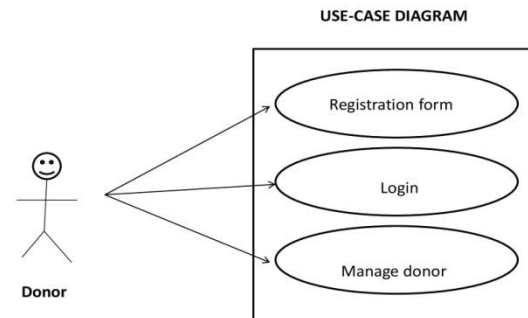 USE-CASE DIAGRAM
Registration form
Login
Manage donor
Donor